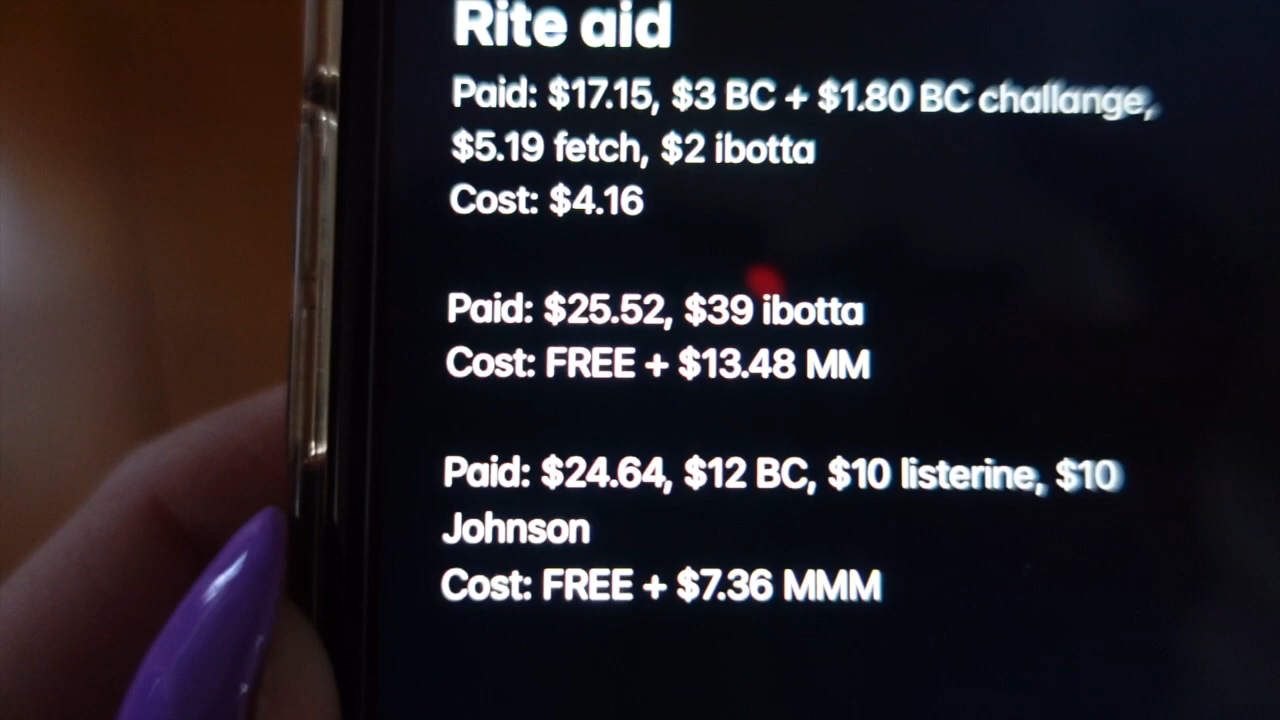 Rite aid
Paid: $17.15, $3 BC + $1.80 BC challange,
$5.19 fetch, $2 ibotta
Cost: $4.16
Paid: $25.52, $39 ibotta
Cost: FREE + $13.48 MM
Paid: $24.64, $12 BC, $10 listerine, $10
Johnson
Cost: FREE + $7.36 MMM